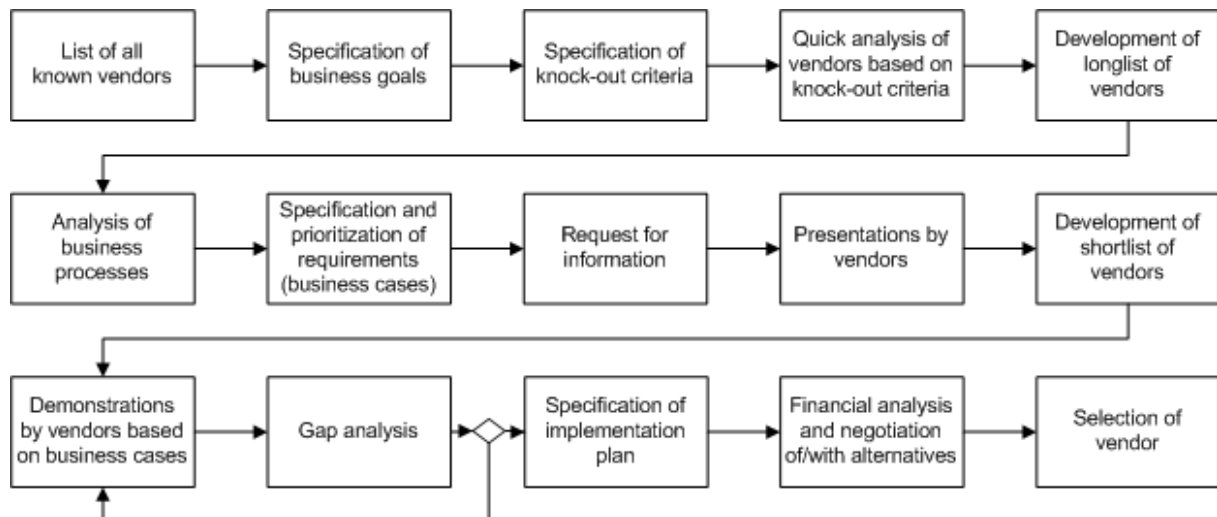 List of all
known vendors
Specification of
business goals
Specification of
knock-out criteria
Quick analysis of
vendors based on
knock-out criteria
Development of
longlist of
vendors
Analysis of
business
processes
Specification and
prioritization of
requirements
(business cases)
Request for
information
Presentations by
vendors
Development of
shortlist of
vendors
Demonstrations
by vendors based
on business cases
Gap analysis
Specification of
implementation
plan
Financial analysis
and negotiation
of/with alternatives
Selection of
vendor